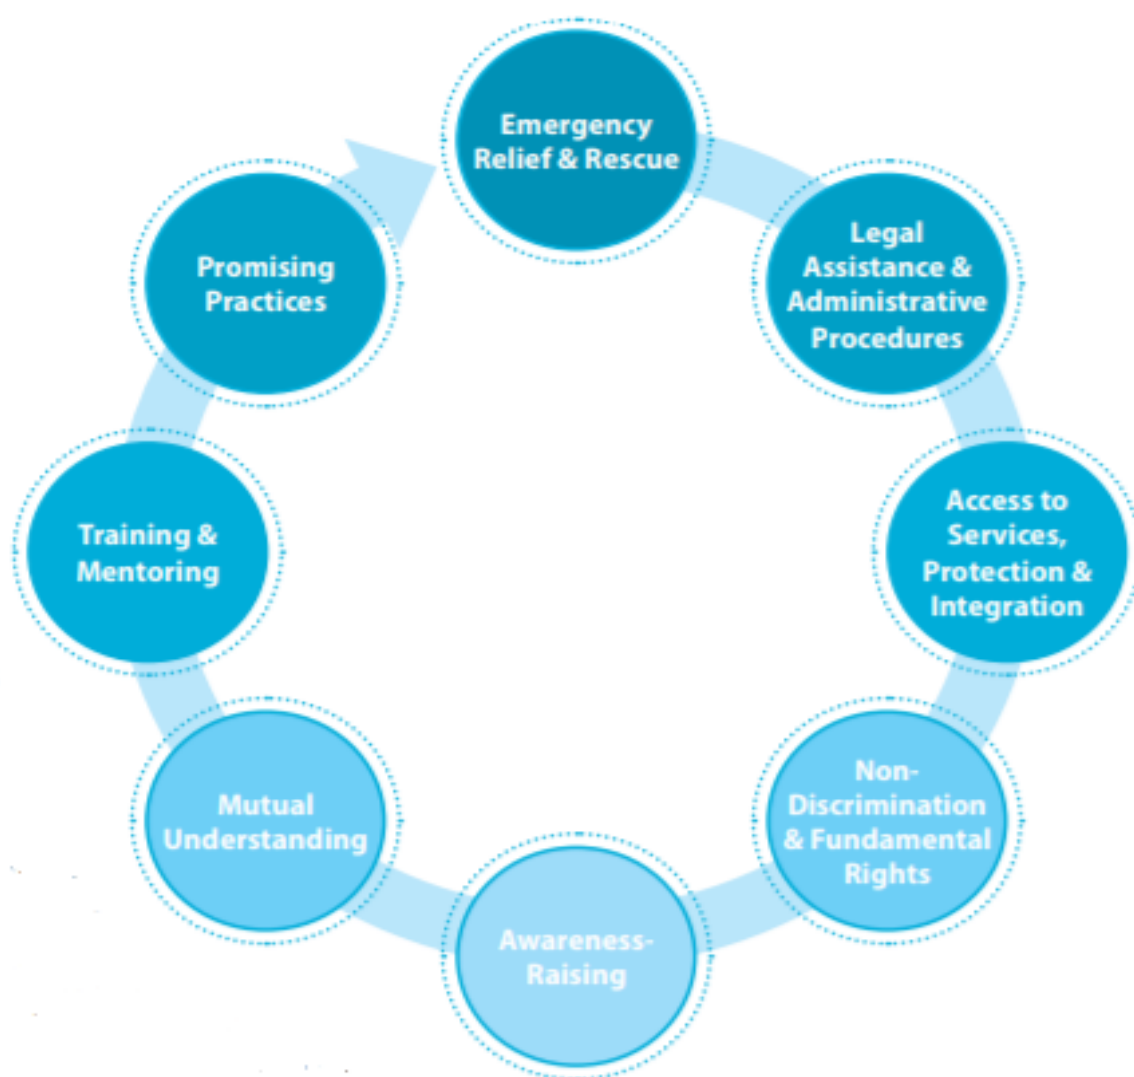 Emergency
Relief & Rescue
Legal
Assistance &
Administrative
Procedures
Access to
Services,
Protection &
Integration
Non-
Discrimination
& Fundamental
Rights
Awareness-
Raising
Mutual
Understanding
Training &
Mentoring
Promising
Practices